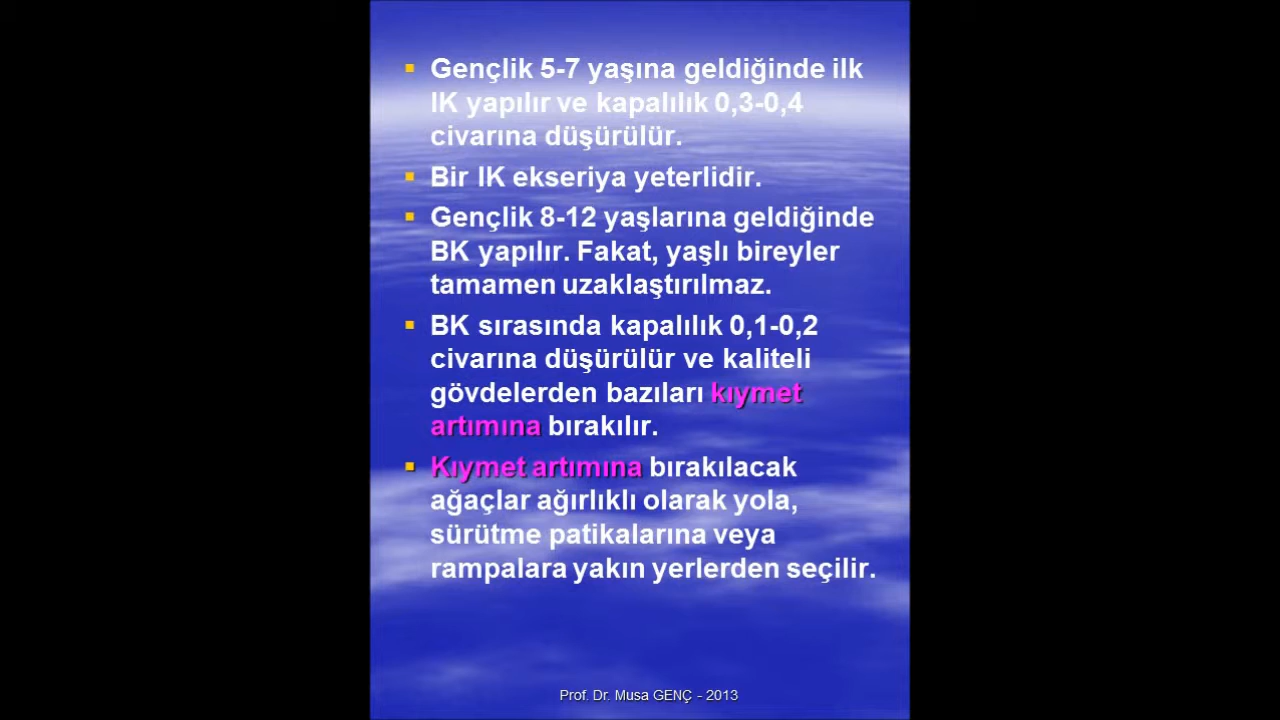 Gençlik 5-7 yaşına geldiğinde ilk
IK yapılır ve kapalılık 0,3-0,4
civarına düşürülür.
Bir IK ekseriya yeterlidir.
Gençlik 8-12 yaşlarına geldiğinde
BK yapılır. Fakat, yaşlı bireyler
tamamen uzaklaştırılmaz.
BK sırasında kapalılık 0,1-0,2
civarına düşürülür ve kaliteli
gövdelerden bazıları kıymet
artımına bırakılır.
Kıymet artımına bırakılacak
ağaçlar ağırlıklı olarak yola,
sürütme patikalarına veya
rampalara yakın yerlerden seçilir.
Prof. Dr. Musa GENÇ - 2013